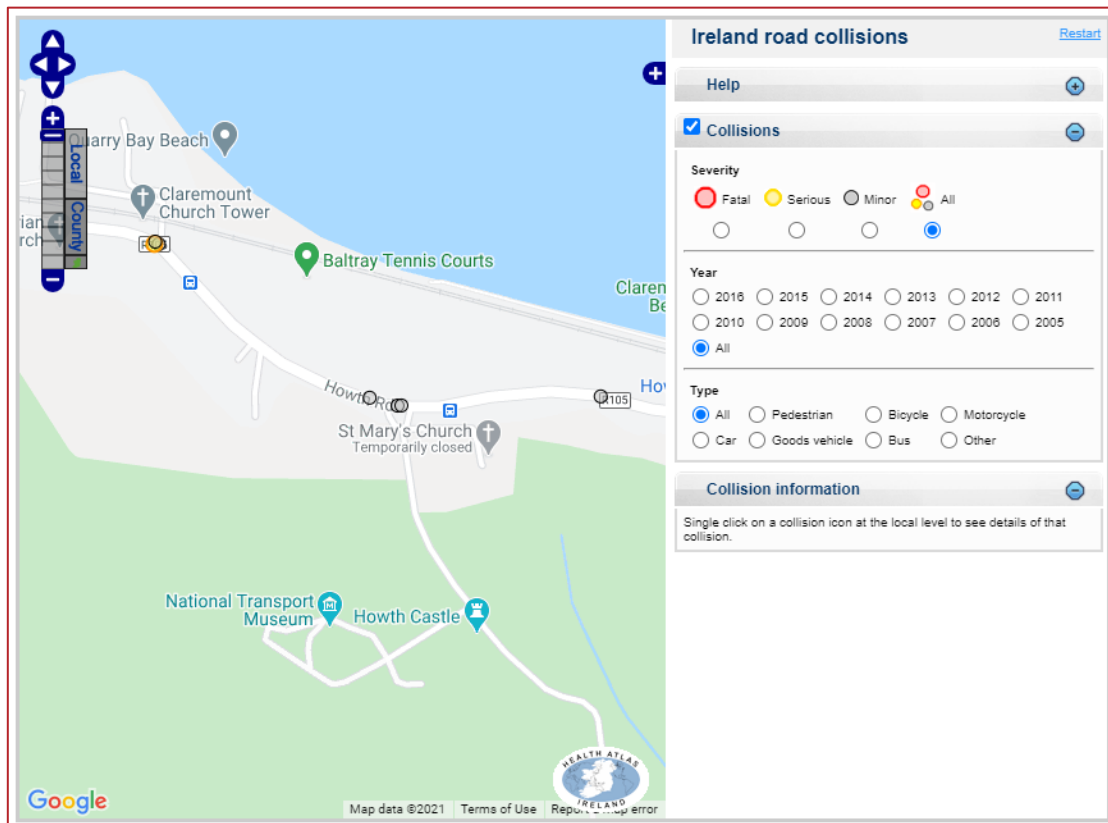 Quarry Bay Beach
Claremount
Church Tower
Local
County
Baltray Tennis Courts
Howth
R105
St Mary's Church
Temporarily closed
National Transport
Museum
Howth Castle
HEALTH ATLAS
IRELAND
Google
Map data ©2021 Terms of Use
Ireland road collisions
Restart
Help
Collisions
Severity
Fatal Serious Minor All
Year
2016 2015 2014 2013 2012 2011
2010 2009 2008 2007 2006 2005
All
Type
All Pedestrian Bicycle Motorcycle
Car Goods vehicle Bus Other
Collision information
Single click on a collision icon at the local level to see details of that
collision.